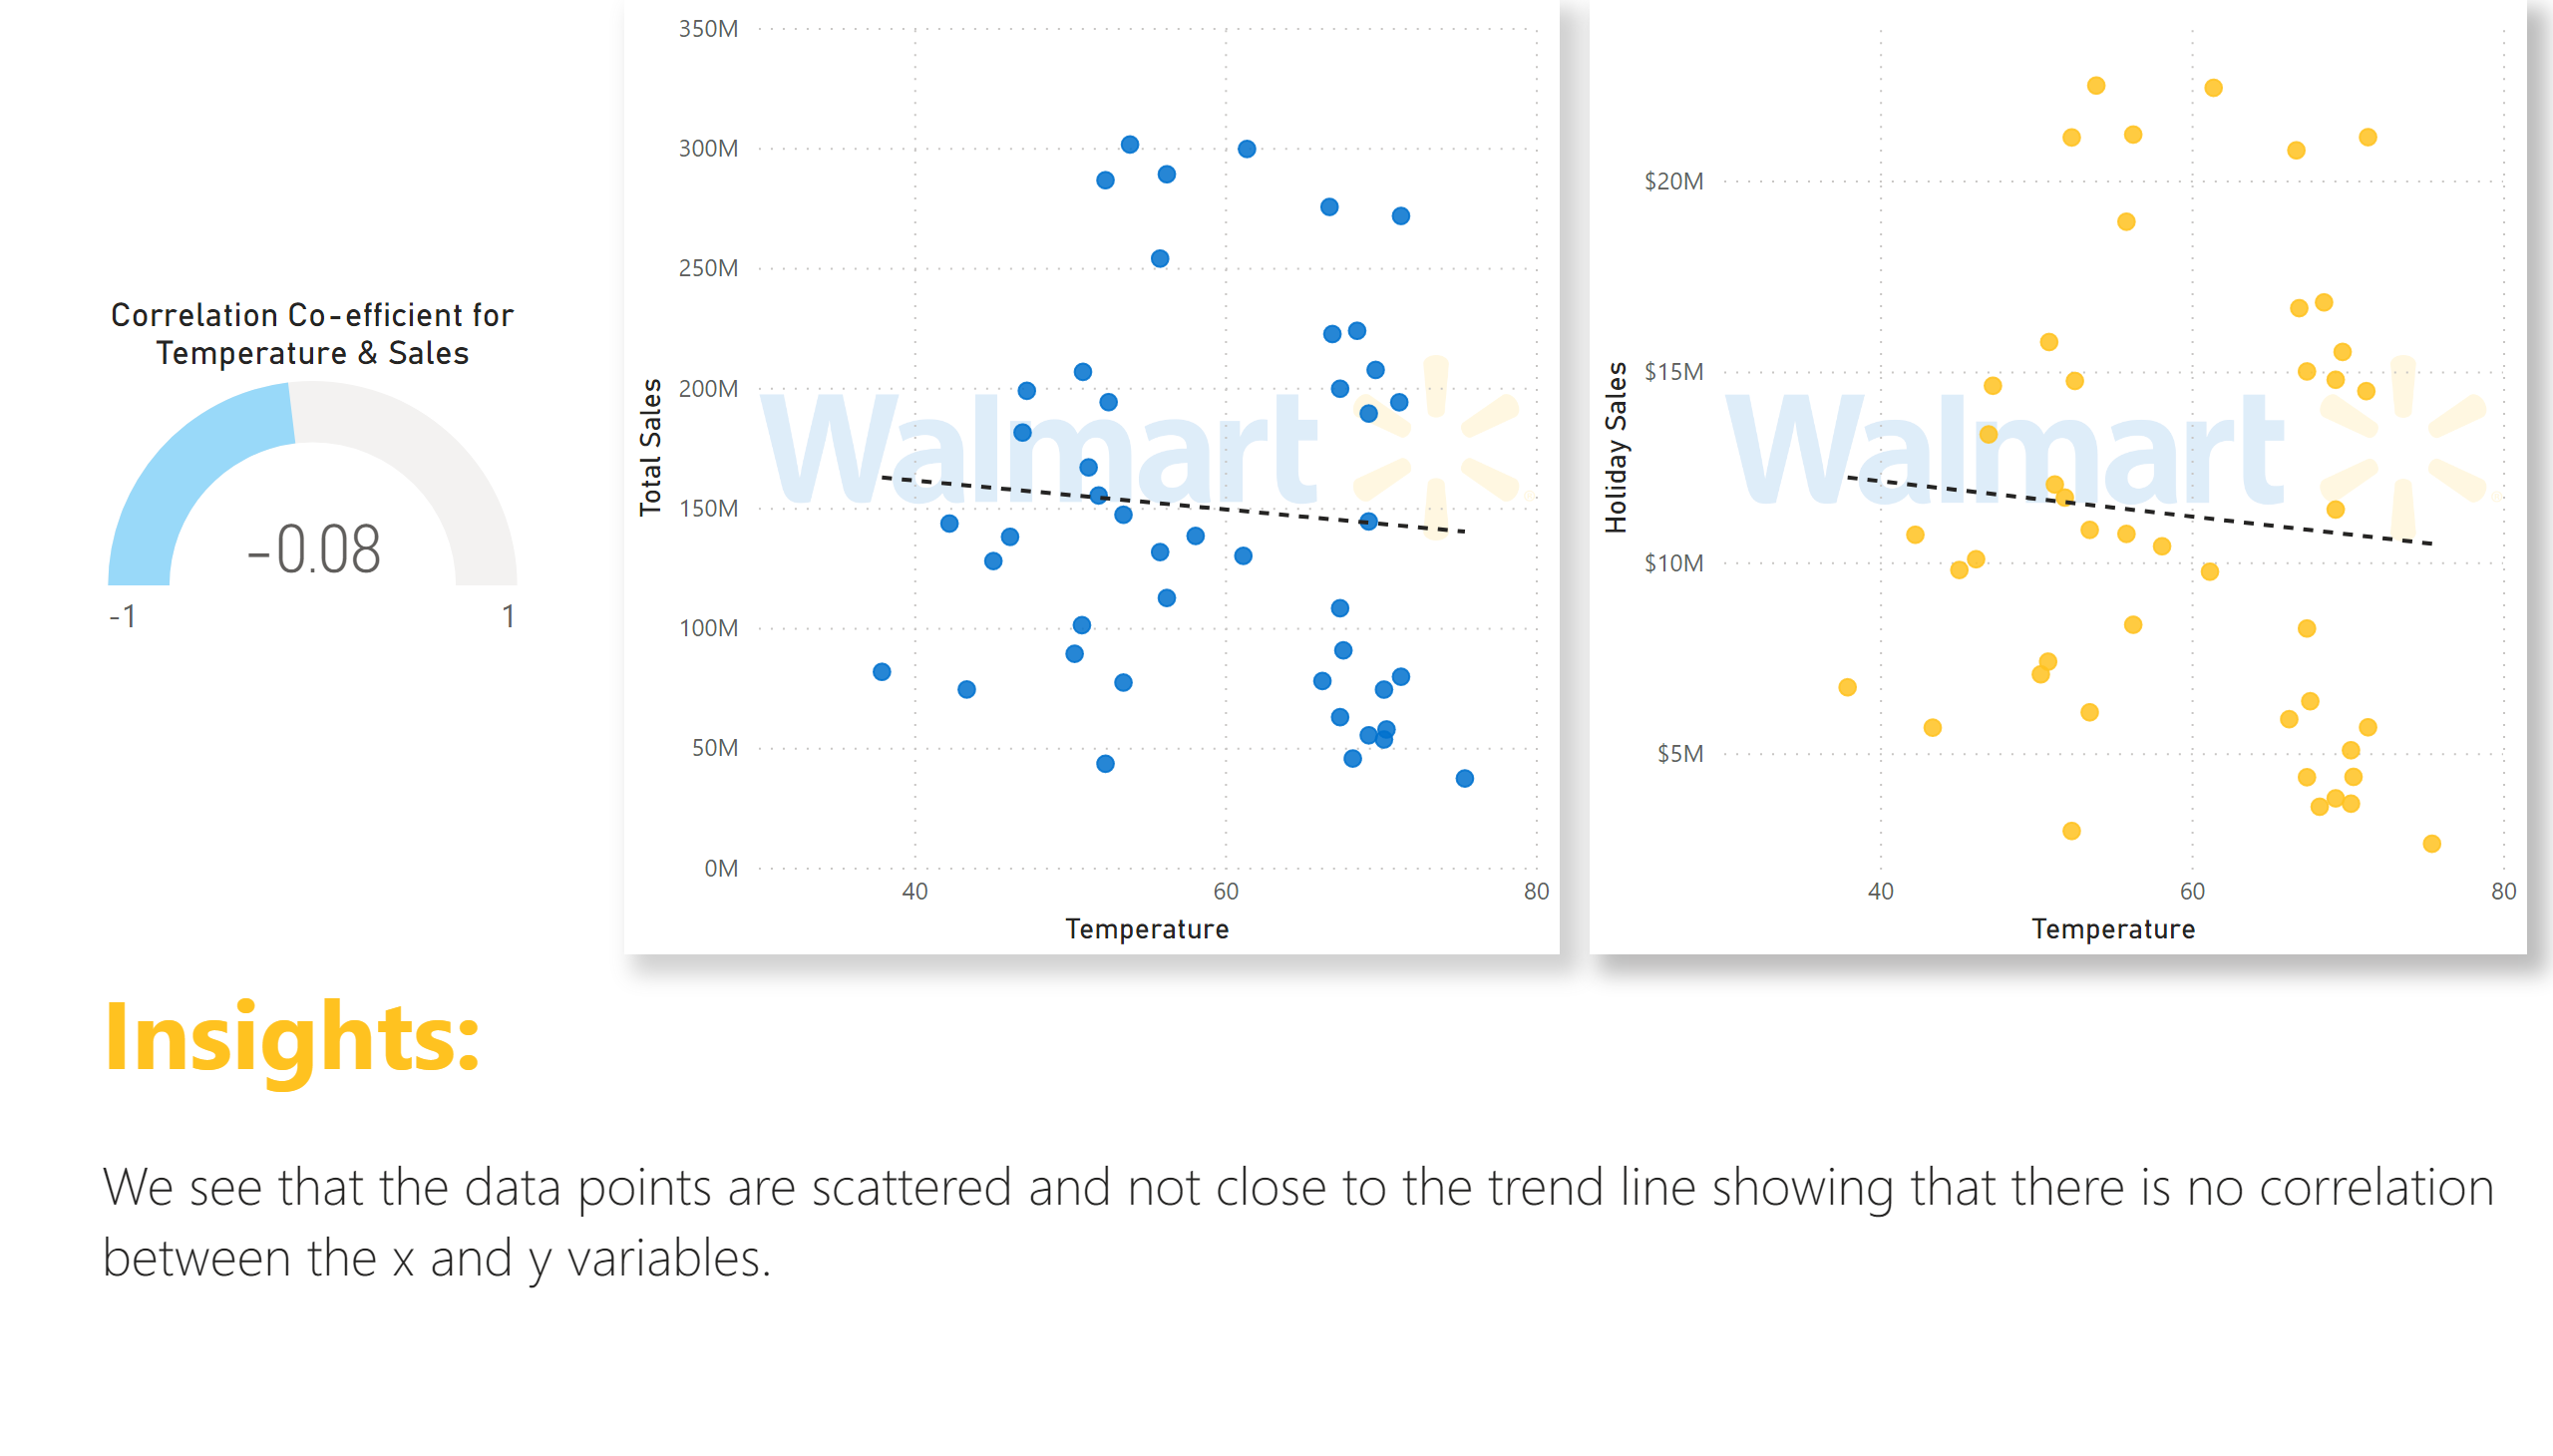 Correlation Co-efficient for
Temperature & Sales
-0.08
-1
1
Total Sales
350M
300M
250M
200M
150M
100M
50M
0M
40
60
80
Temperature
Walmart
Holiday Sales
$20M
$15M
$10M
$5M
40
60
80
Temperature
Walmart
Insights:
We see that the data points are scattered and not close to the trend line showing that there is no correlation
between the x and y variables.